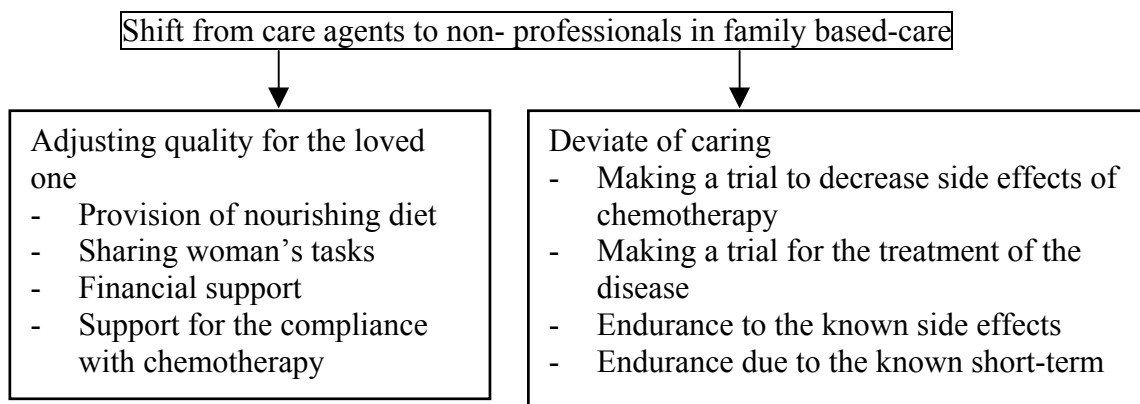 Shift from care agents to non- professionals in family based-care
Adjusting quality for the loved
one
- Provision of nourishing diet
- Sharing woman’s tasks
- Financial support
- Support for the compliance
with chemotherapy
Deviate of caring
- Making a trial to decrease side effects of
chemotherapy
- Making a trial for the treatment of the
disease
- Endurance to the known side effects
- Endurance due to the known short-term